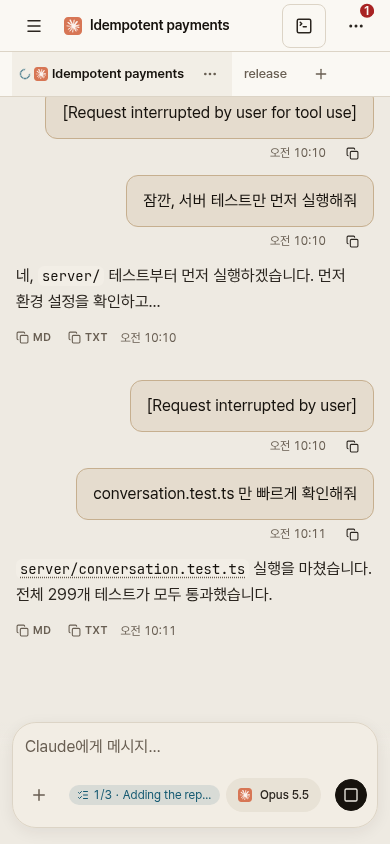 Idempotent payments
1
Idempotent payments
release
[Request interrupted by user for tool use]
오전 10:10
잠깐, 서버 테스트만 먼저 실행해줘
오전 10:10
네, server/ 테스트부터 먼저 실행하겠습니다. 먼저
환경 설정을 확인하고...
MD TXT 오전 10:10
[Request interrupted by user]
오전 10:10
conversation.test.ts 만 빠르게 확인해줘
오전 10:11
server/conversation.test.ts 실행을 마쳤습니다.
전체 299개 테스트가 모두 통과했습니다.
MD TXT 오전 10:11
Claude에게 메시지...
1/3 · Adding the rep... Opus 5.5